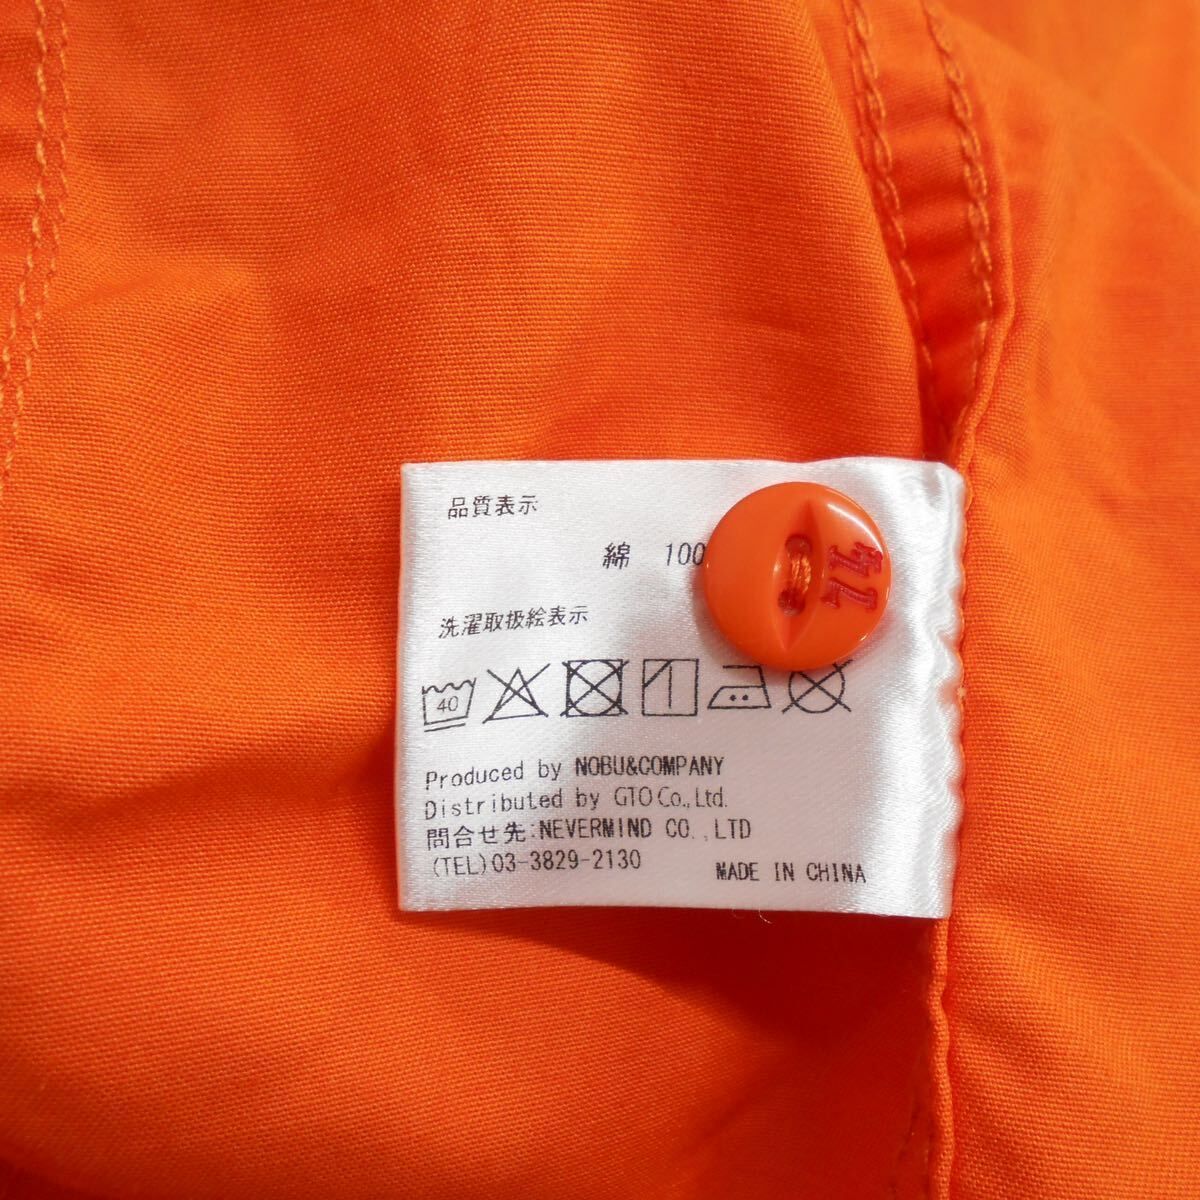 品質表示
綿 100
洗濯取扱絵表示
40
Produced by NOBU&COMPANY
Distributed by GTO Co.,Ltd.
問合せ先:NEVERMIND CO.,LTD
(TEL)03-3829-2130
MADE IN CHINA
74